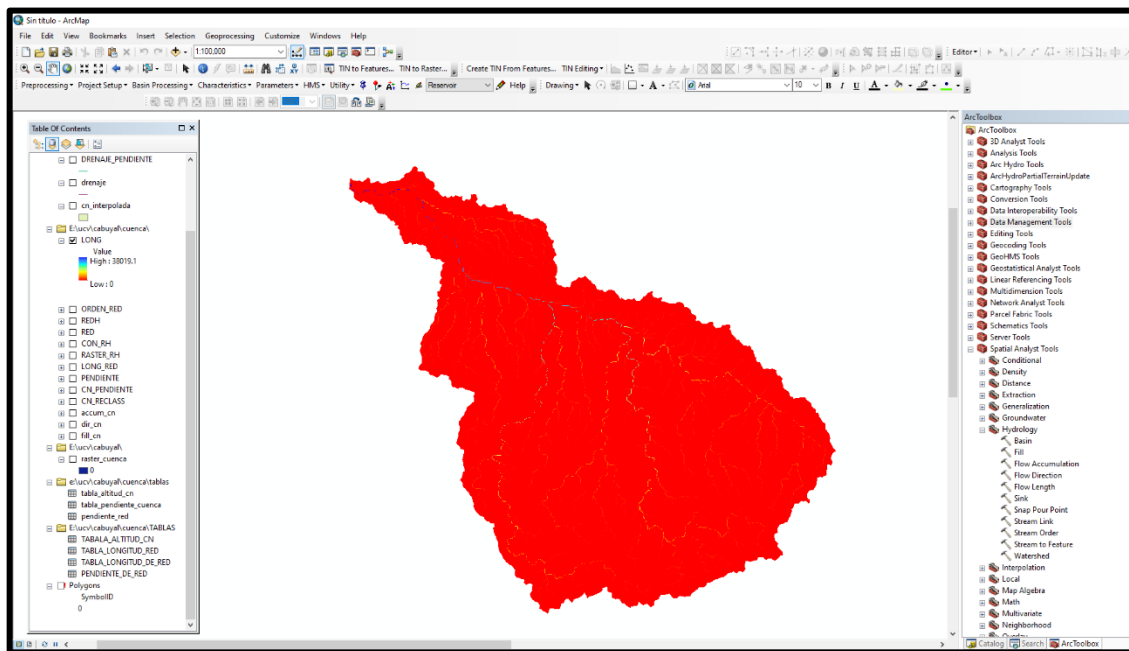 Sin título - ArcMap
File Edit View Bookmarks Insert Selection Geoprocessing Customize Windows Help
1:100,000
Editor
TIN to Features... TIN to Raster... Create TIN From Features... TIN Editing
Preprocessing Project Setup Basin Processing Characteristics Parameters HMS Utility Reservoir Help Drawing A Arial 10 B I U A
Table Of Contents
DRENAJE_PENDIENTE
drenaje
cn_interpolada
E:\ucv\cabuyal\cuenca\
LONG
Value
High : 38019.1
Low : 0
ORDEN_RED
REDH
RED
CON_RH
RASTER_RH
LONG_RED
PENDIENTE
CN_PENDIENTE
CN_RECLASS
accum_cn
dir_cn
fill_cn
E:\ucv\cabuyal\
raster_cuenca
0
e:\ucv\cabuyal\cuenca\tablas
tabla_altitud_cn
tabla_pendiente_cuenca
pendiente_red
E:\ucv\cabuyal\cuenca\TABLAS
TABALA_ALTITUD_CN
TABLA_LONGITUD_RED
TABLA_LONGITUD_DE_RED
PENDIENTE_DE_RED
Polygons
SymbolID
0
ArcToolbox
ArcToolbox
3D Analyst Tools
Analysis Tools
Arc Hydro Tools
ArcHydroPartialTerrainUpdate
Cartography Tools
Conversion Tools
Data Interoperability Tools
Data Management Tools
Editing Tools
Geocoding Tools
GeoHMS Tools
Geostatistical Analyst Tools
Linear Referencing Tools
Multidimension Tools
Network Analyst Tools
Parcel Fabric Tools
Schematics Tools
Server Tools
Spatial Analyst Tools
Conditional
Density
Distance
Extraction
Generalization
Groundwater
Hydrology
Basin
Fill
Flow Accumulation
Flow Direction
Flow Length
Sink
Snap Pour Point
Stream Link
Stream Order
Stream to Feature
Watershed
Interpolation
Local
Map Algebra
Math
Multivariate
Neighborhood
Overlay
Catalog Search ArcToolbox